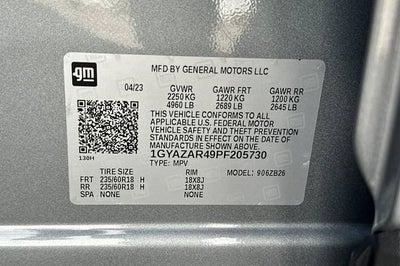 gm
MFD BY GENERAL MOTORS LLC
04/23 GVWR GAWR FRT GAWR RR
2250 KG 1220 KG 1200 KG
4960 LB 2689 LB 2645 LB
THIS VEHICLE CONFORMS TO ALL
APPLICABLE U.S. FEDERAL MOTOR
VEHICLE SAFETY AND THEFT
PREVENTION STANDARDS IN EFFECT
ON THE DATE OF MANUFACTURE
SHOWN ABOVE.
1GYAZAR49PF205730
TYPE: MPV
130H
TIRE SIZE RIM MODEL: 906ZB26
FRT 235/60R18 H 18X8J
RR 235/60R18 H 18X8J
SPA NONE NONE